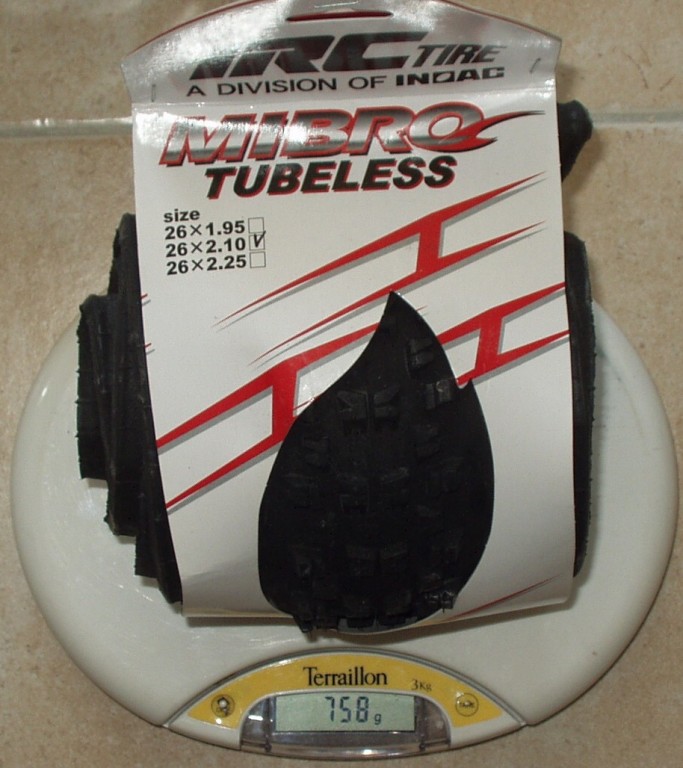 IRC TIRE
A DIVISION OF INOAC
MIBRO
TUBELESS
size
26×1.95
26×2.10 V
26×2.25
Terraillon
3Kg
758g